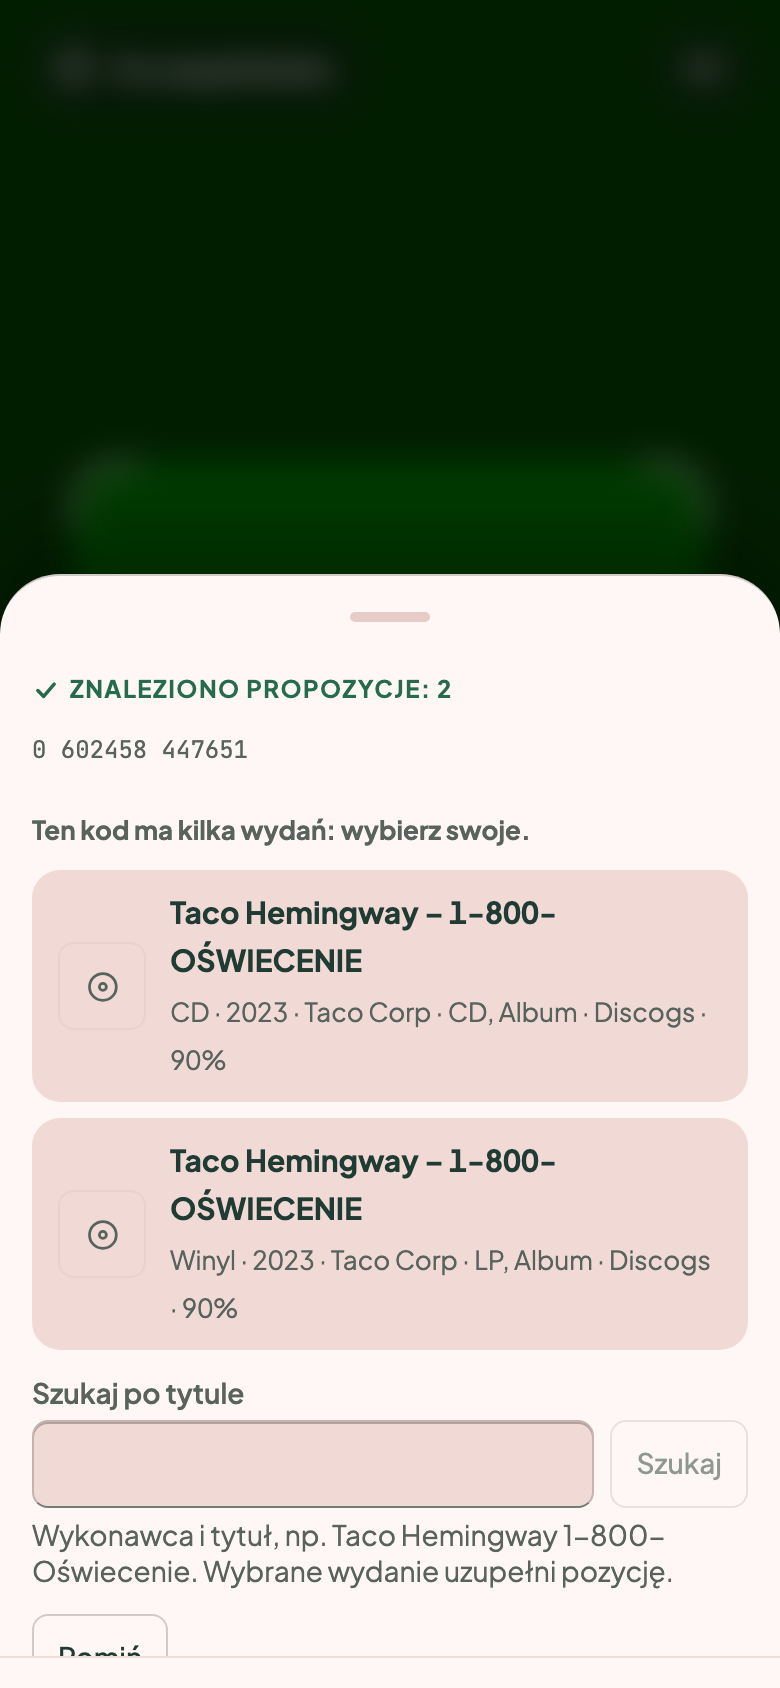 ZNALEZIONO PROPOZYCJE: 2
0 602458 447651
Ten kod ma kilka wydań: wybierz swoje.
Taco Hemingway – 1-800-
OŚWIECENIE
CD · 2023 · Taco Corp · CD, Album · Discogs ·
90%
Taco Hemingway – 1-800-
OŚWIECENIE
Winyl · 2023 · Taco Corp · LP, Album · Discogs
· 90%
Szukaj po tytule
Szukaj
Wykonawca i tytuł, np. Taco Hemingway 1-800-
Oświecenie. Wybrane wydanie uzupełni pozycję.
Pomiń